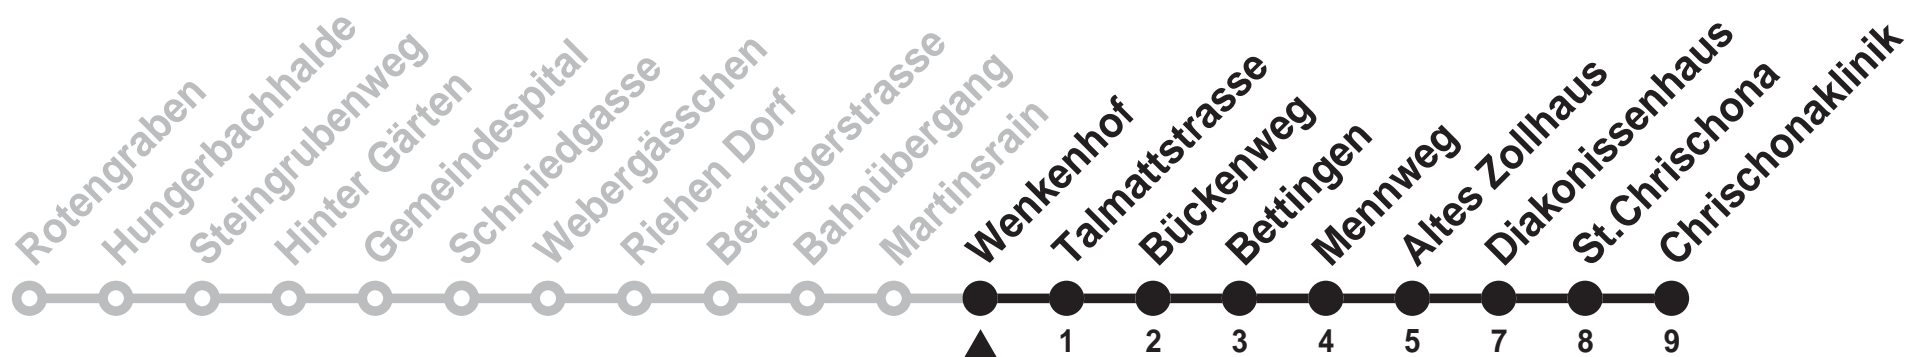 Rotengraben
Hungerbachhalde
Steingrubenweg
Hinter Gärten
Gemeindespital
Schmiedgasse
Webergässchen
Riehen Dorf
Bettingerstrasse
Bahnübergang
Martinsrain
Wenkenhof
Talmattstrasse
Bückenweg
Bettingen
Mennweg
Altes Zollhaus
Diakonissenhaus
St.Chrischona
Chrischonaklinik
1 2 3 4 5 7 8 9